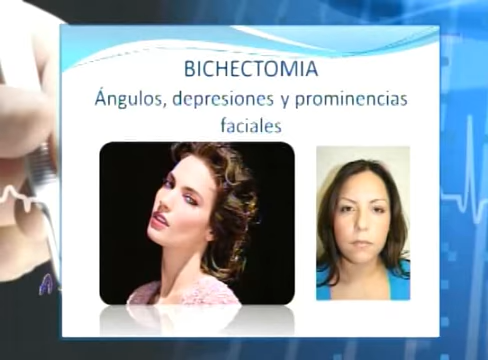 BICHECTOMIA
Ángulos, depresiones y prominencias
faciales